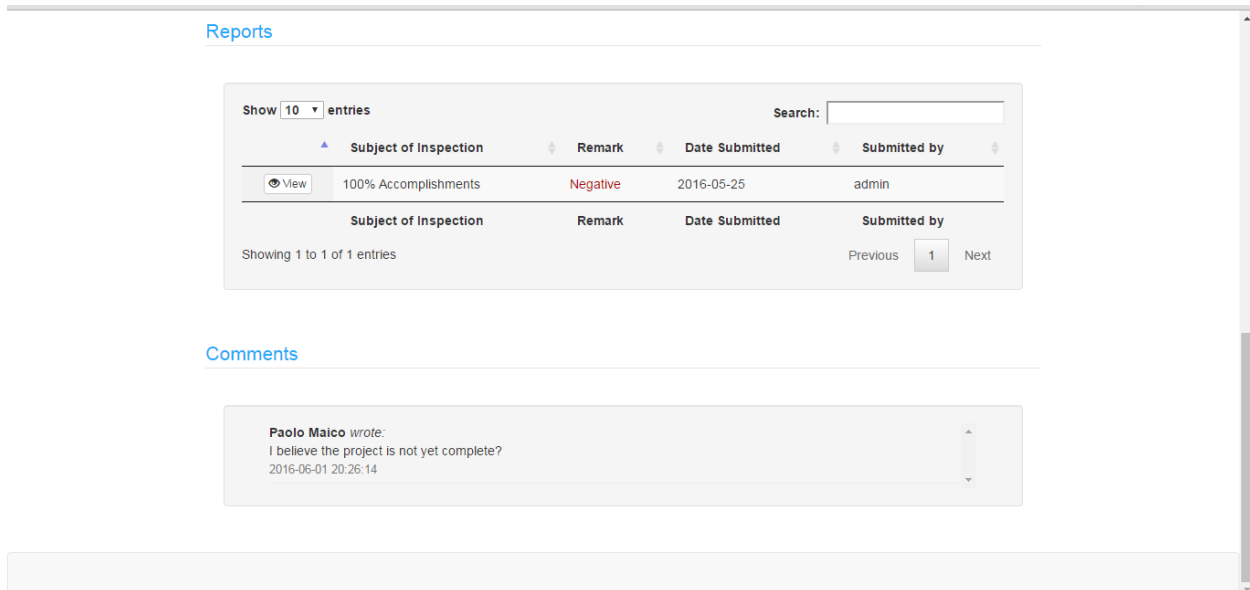 Reports
Show 10 entries Search:
Subject of Inspection Remark Date Submitted Submitted by
View 100% Accomplishments Negative 2016-05-25 admin
Subject of Inspection Remark Date Submitted Submitted by
Showing 1 to 1 of 1 entries Previous 1 Next
Comments
Paolo Maico wrote:
I believe the project is not yet complete?
2016-06-01 20:26:14